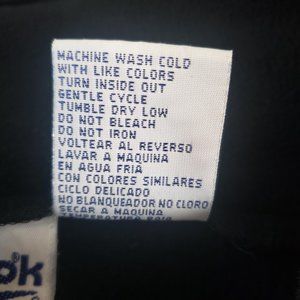 MACHINE WASH COLD
WITH LIKE COLORS
TURN INSIDE OUT
GENTLE CYCLE
TUMBLE DRY LOW
DO NOT BLEACH
DO NOT IRON
VOLTEAR AL REVERSO
LAVAR A MAQUINA
EN AGUA FRIA
CON COLORES SIMILARES
CICLO DELICADO
NO BLANQUEADOR NO CLORO
SECAR A MAQUINA
ok